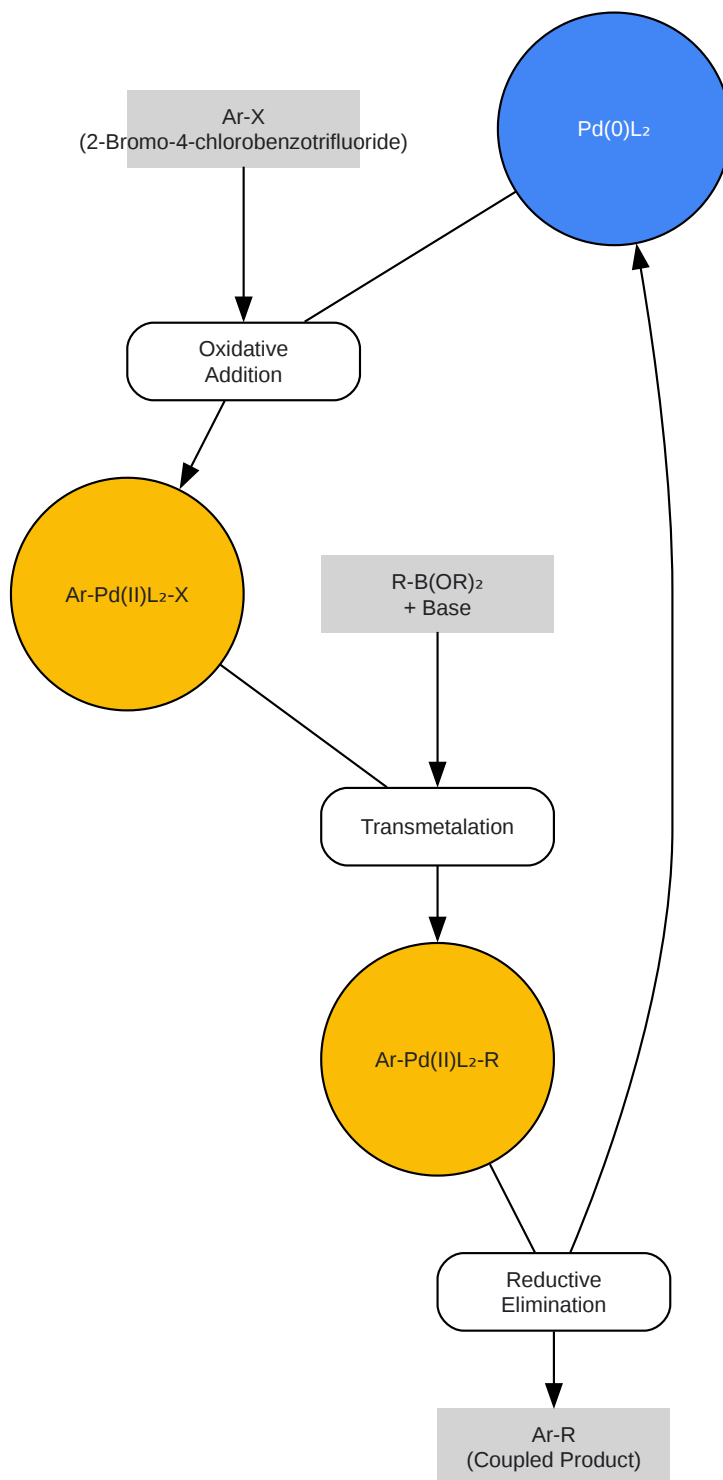 Ar-X
(2-Bromo-4-chlorobenzotrifluoride)
Pd(0)L₂
Oxidative
Addition
Ar-Pd(II)L₂-X
R-B(OR)₂
+ Base
Transmetalation
Ar-Pd(II)L₂-R
Reductive
Elimination
Ar-R
(Coupled Product)